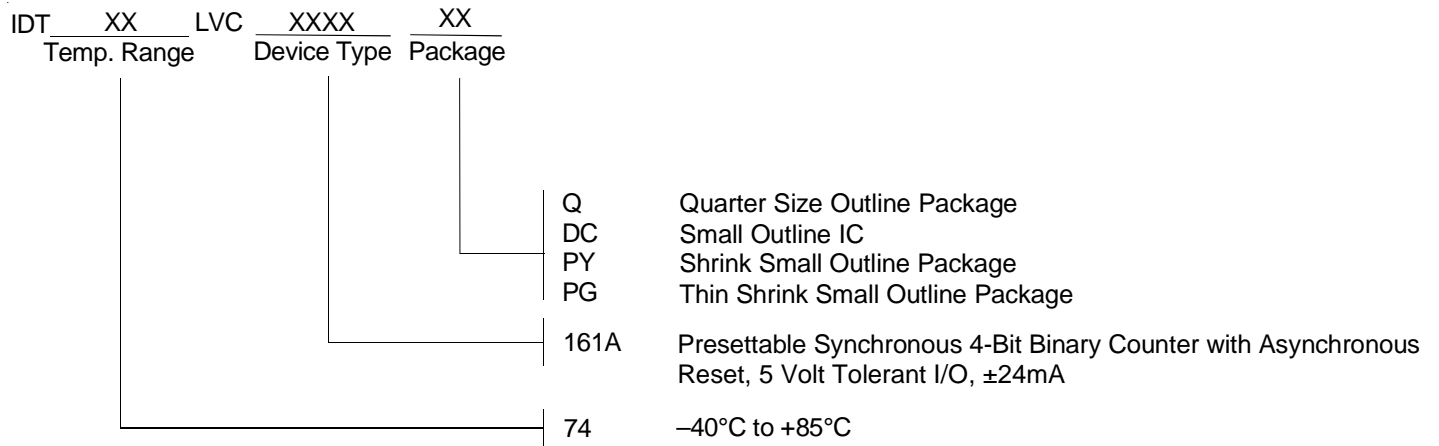 IDT XX LVC XXXX XX
Temp. Range Device Type Package
Q Quarter Size Outline Package
DC Small Outline IC
PY Shrink Small Outline Package
PG Thin Shrink Small Outline Package
161A Presettable Synchronous 4-Bit Binary Counter with Asynchronous
Reset, 5 Volt Tolerant I/O, ±24mA
74 –40°C to +85°C